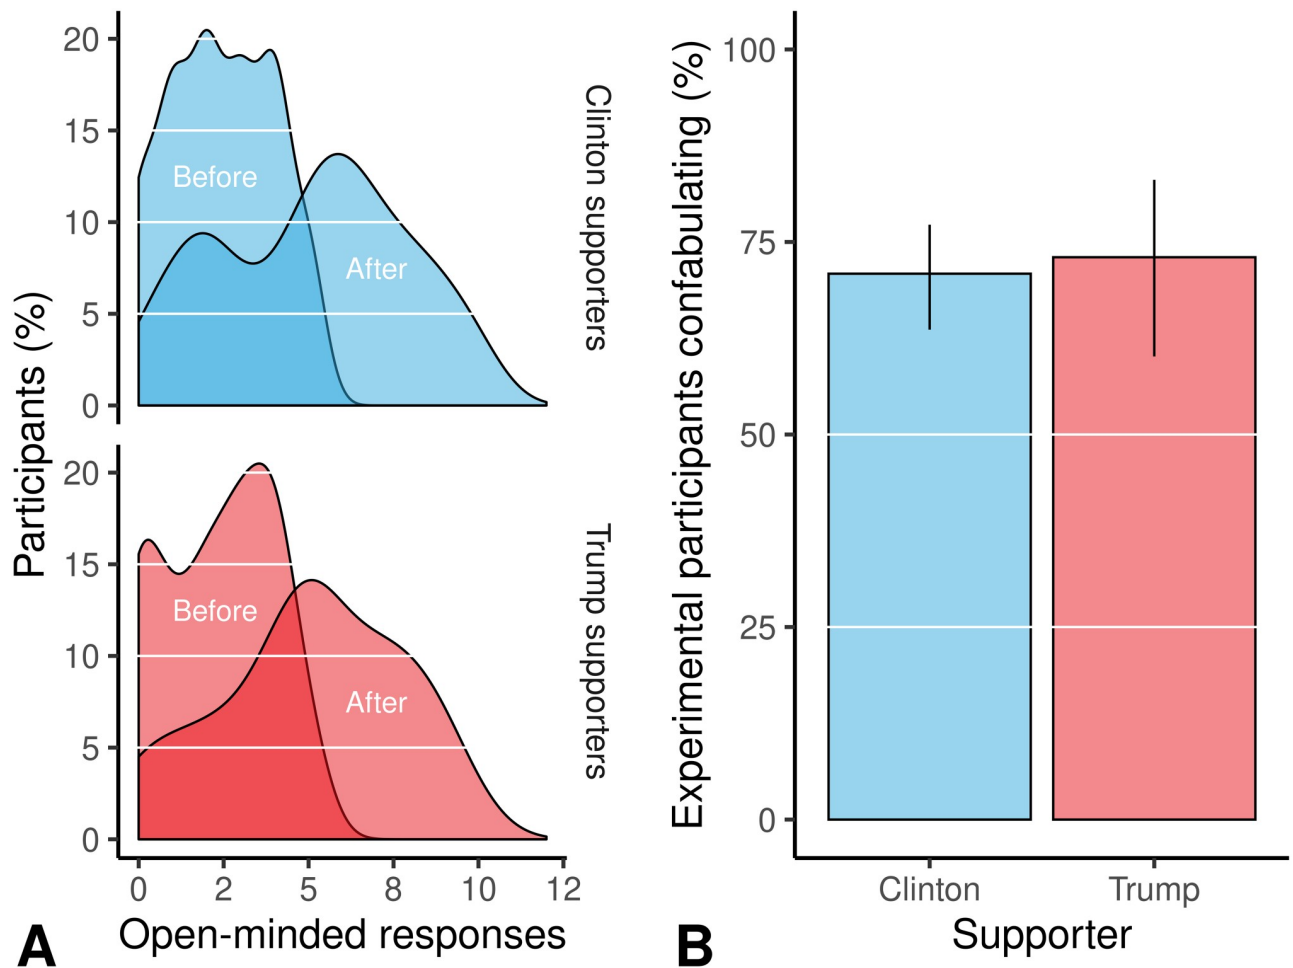 Participants (%)
20
15
10
5
0
Before
After
Clinton supporters
20
15
10
5
0
Before
After
Trump supporters
0 2 5 8 10 12
Open-minded responses
A
Experimental participants confabulating (%)
100
75
50
25
0
Clinton Trump
Supporter
B